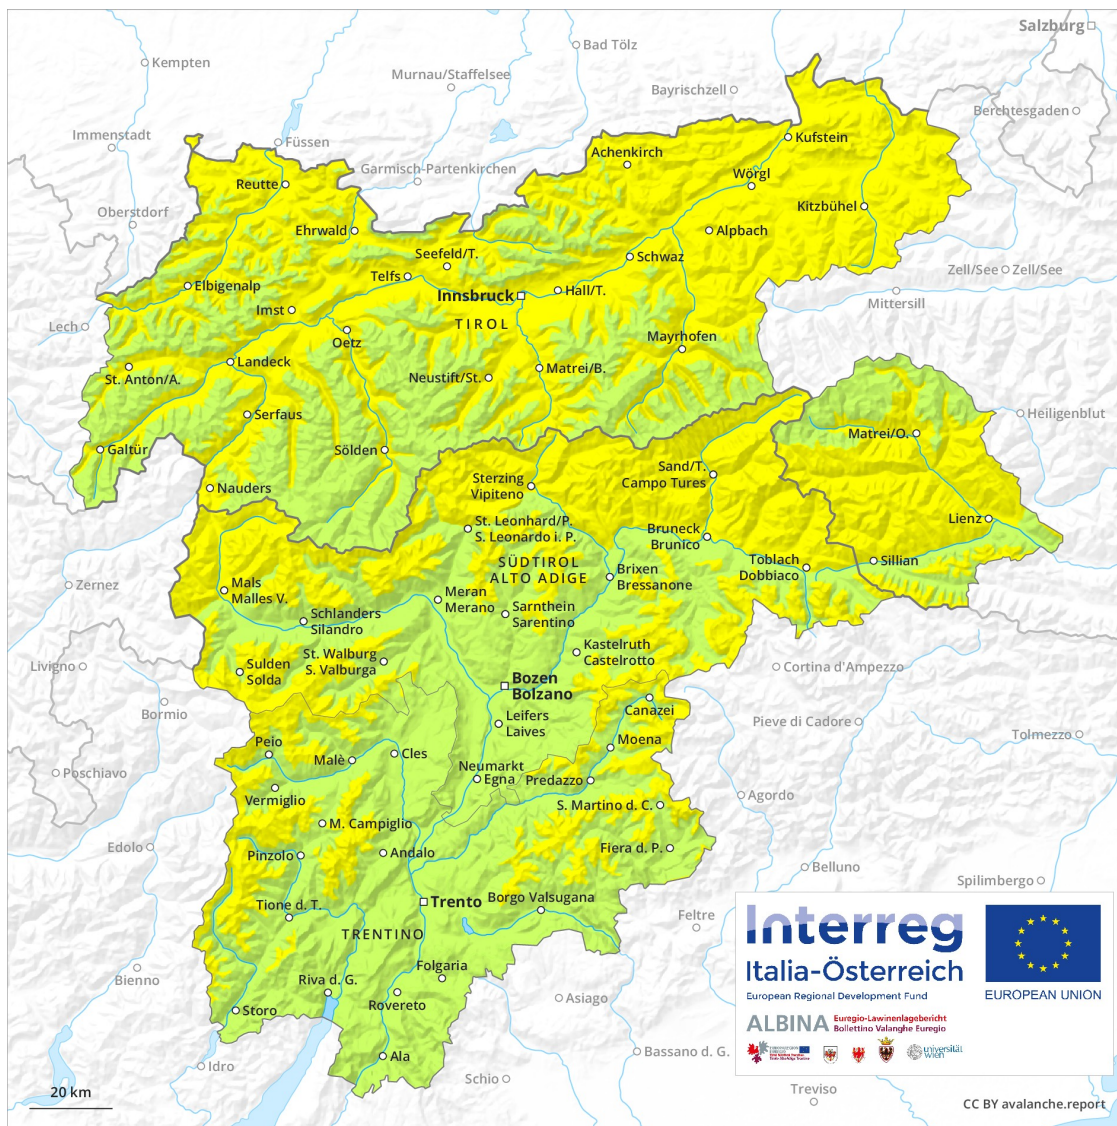 Salzburg
Bad Tölz
Kempten
Murnau/Staffelsee
Bayrischzell
Berchtesgaden
Immenstadt
Füssen
Kufstein
Achenkirch
Garmisch-Partenkirchen
Wörgl
Reutte
Oberstdorf
Kitzbühel
Ehrwald
Alpbach
Seefeld/T.
Schwaz
Telfs
Zell/See
Zell/See
Elbigenalp
Hall/T.
Innsbruck
Mittersill
Imst
TIROL
Lech
Oetz
Mayrhofen
Landeck
Matrei/B.
St. Anton/A.
Neustift/St.
Serfaus
Heiligenblut
Matrei/O.
Galtür
Sölden
Sand/T.
Campo Tures
Sterzing
Vipiteno
Nauders
Lienz
St. Leonhard/P.
S. Leonardo i. P.
Bruneck
Brunico
SÜDTIROL
ALTO ADIGE
Toblach
Dobbiaco
Sillian
Brixen
Bressanone
Zernez
Mals
Malles V.
Meran
Merano
Schlanders
Silandro
Sarnthein
Sarentino
Kastelruth
Castelrotto
St. Walburg
S. Valburga
Livigno
Sulden
Solda
Cortina d'Ampezzo
Bozen
Bolzano
Bormio
Canazei
Leifers
Laives
Pieve di Cadore
Tolmezzo
Moena
Peio
Cles
Malè
Poschiavo
Neumarkt
Egna
Predazzo
Vermiglio
Agordo
S. Martino d. C.
M. Campiglio
Edolo
Fiera d. P.
Pinzolo
Andalo
Belluno
Spilimbergo
Borgo Valsugana
Trento
Tione d. T.
Feltre
TRENTINO
Folgaria
Bienno
Riva d. G.
Asiago
Rovereto
Storo
Bassano d. G.
Ala
Idro
Schio
Treviso
20 km
Interreg
Italia-Österreich
European Regional Development Fund
EUROPEAN UNION
ALBINA
Euregio-Lawinenlagebericht
Bollettino Valanghe Euregio
universität
wien
CC BY avalanche.report